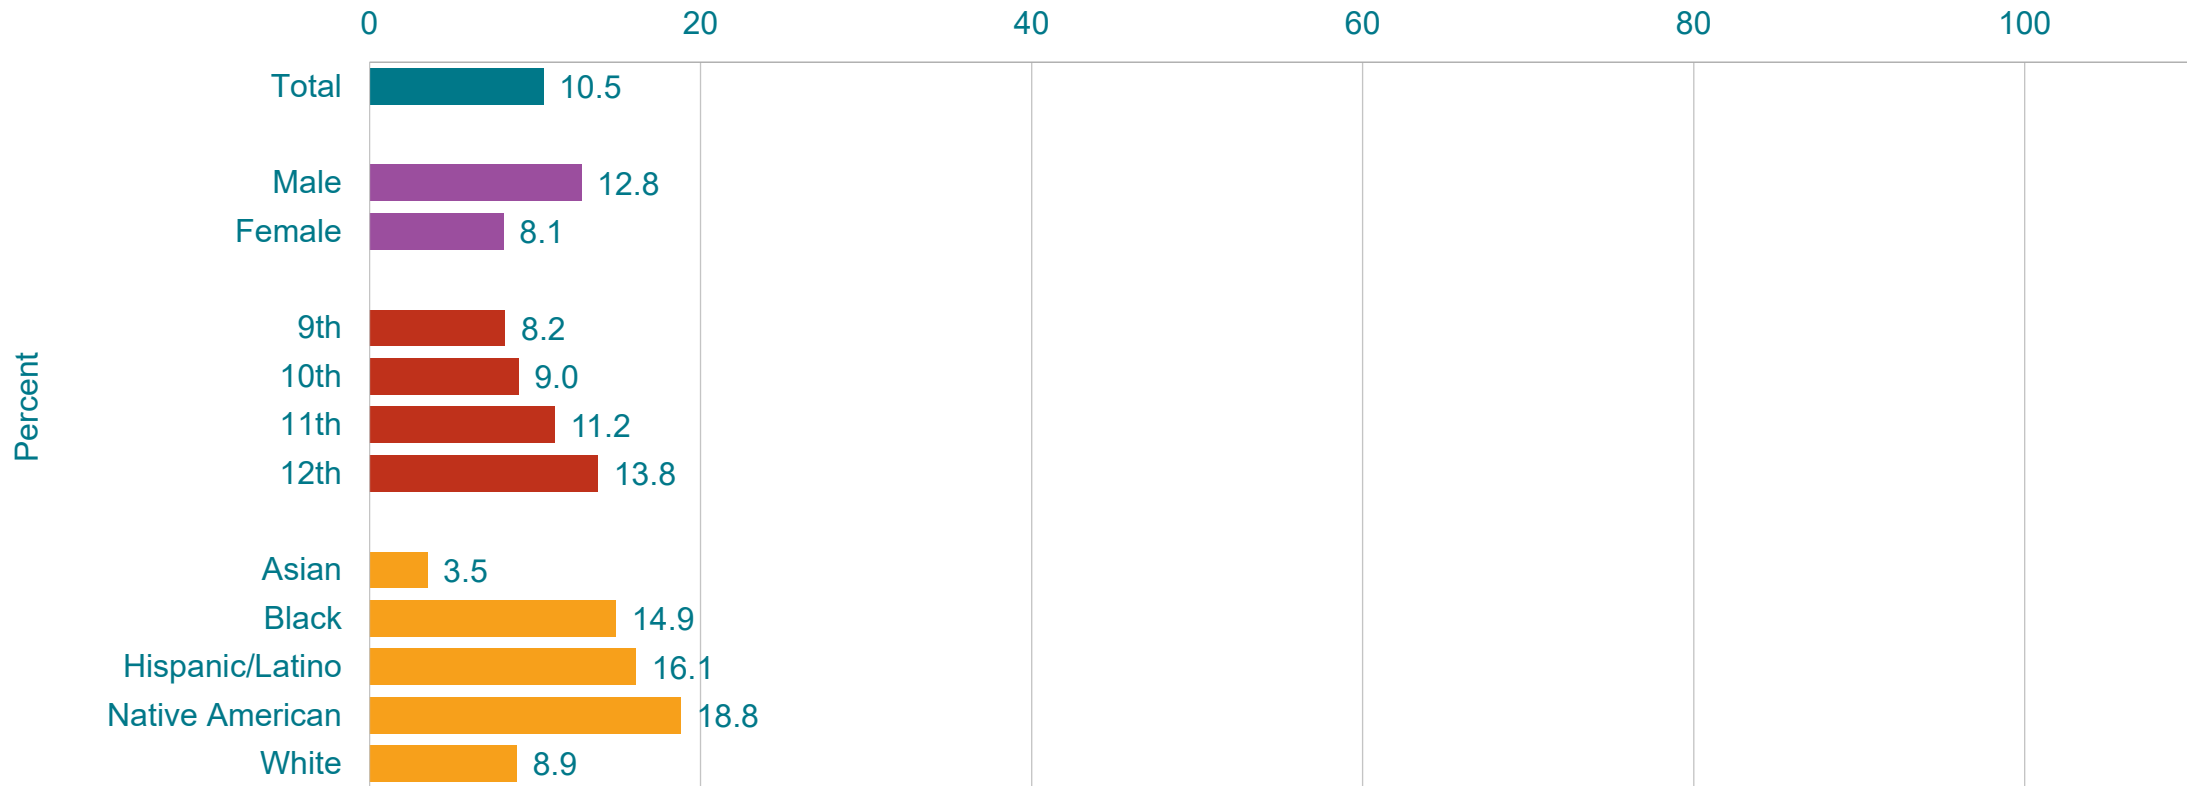 0 20 40 60 80 100
Total 10.5
Male 12.8
Female 8.1
9th 8.2
10th 9.0
11th 11.2
12th 13.8
Asian 3.5
Black 14.9
Hispanic/Latino 16.1
Native American 18.8
White 8.9
Percent